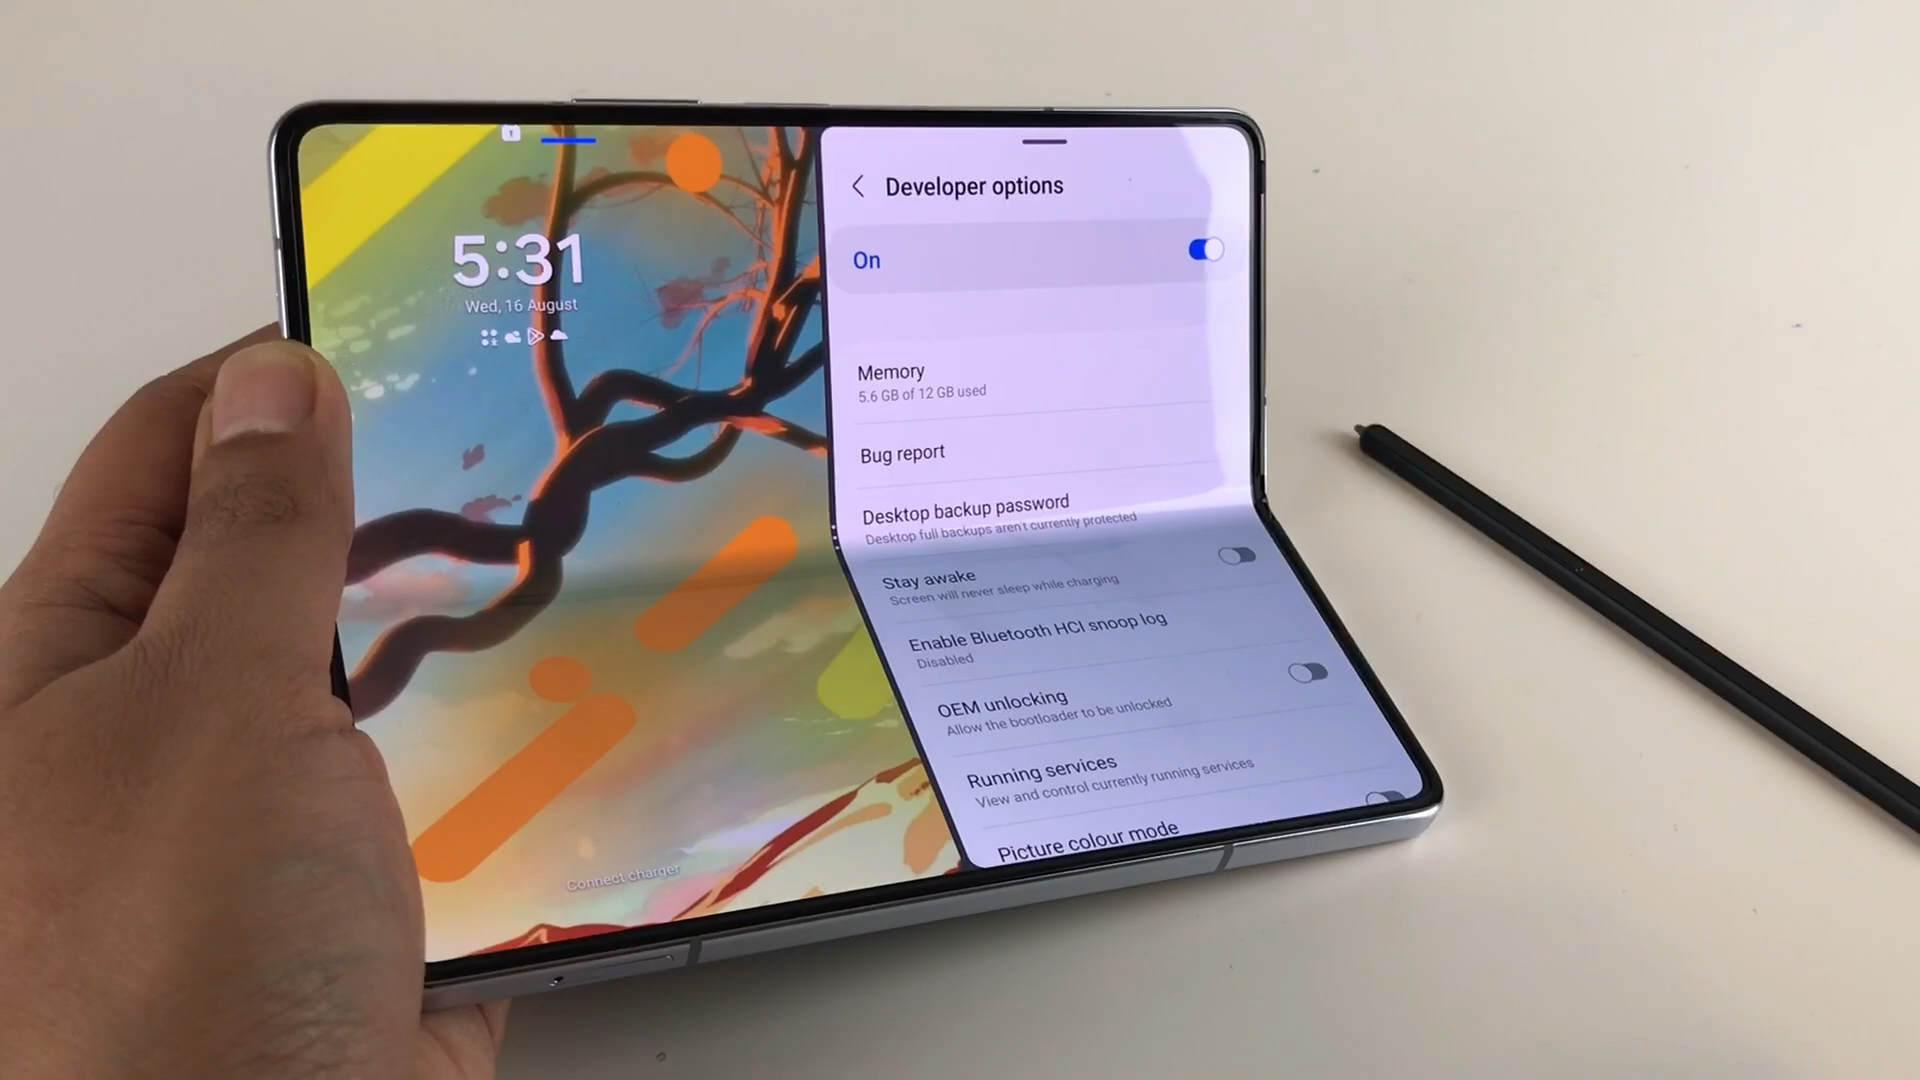 5:31
Wed, 16 August
Connect charger
Developer options
On
Memory
5.6 GB of 12 GB used
Bug report
Desktop backup password
Desktop full backups aren't currently protected
Stay awake
Screen will never sleep while charging
Enable Bluetooth HCI snoop log
Disabled
OEM unlocking
Allow the bootloader to be unlocked
Running services
View and control currently running services
Picture colour mode